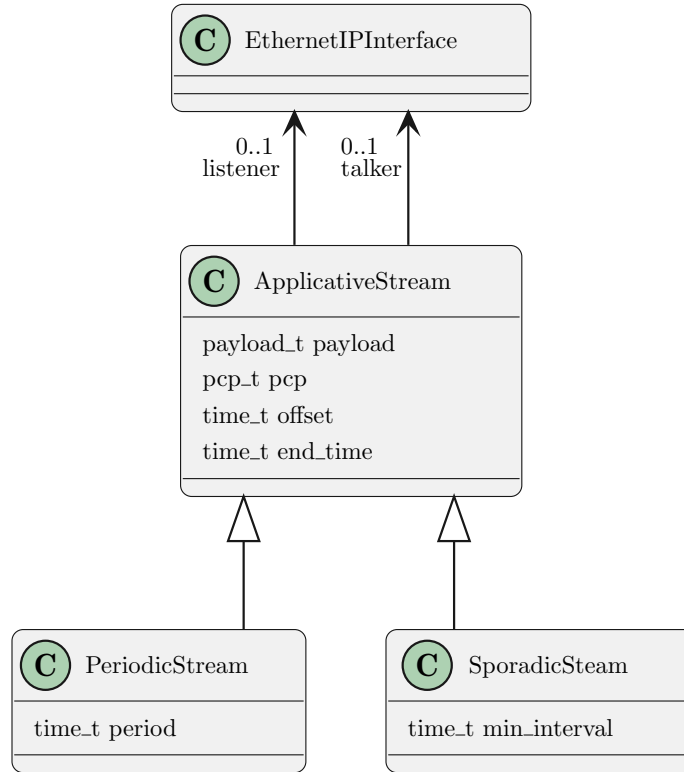 C EthernetIPInterface
0..1
listener
0..1
talker
C ApplicativeStream
payload_t payload
pcp_t pcp
time_t offset
time_t end_time
C PeriodicStream
time_t period
C SporadicSteam
time_t min_interval